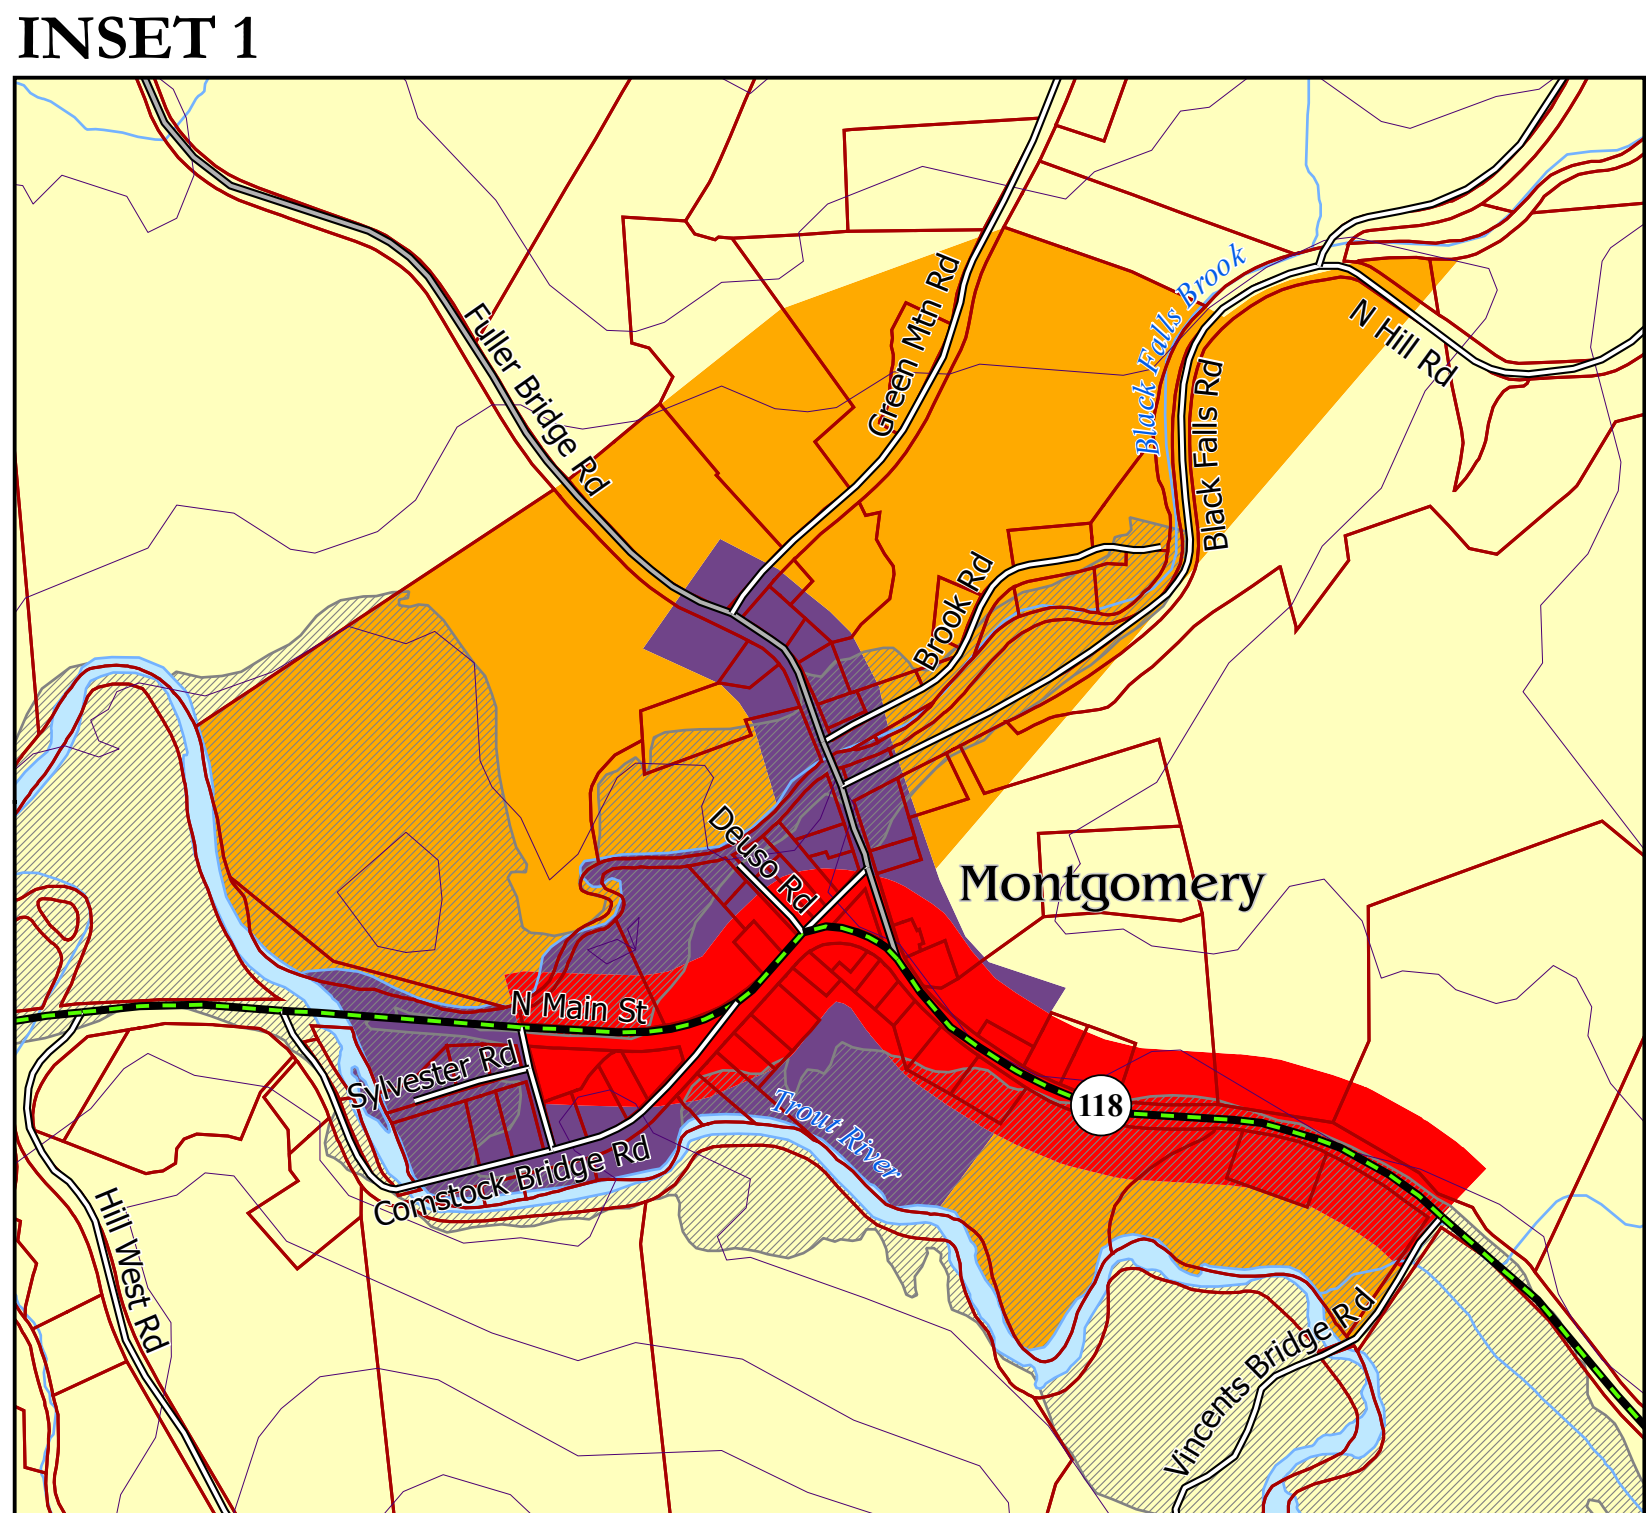 INSET 1
Black Falls Brook
Green Mtn Rd
Fuller Bridge Rd
N Hill Rd
Black Falls Rd
Brook Rd
Deuso Rd
Montgomery
N Main St
Sylvester Rd
118
Trout River
Comstock Bridge Rd
Hill West Rd
Vincents Bridge Rd